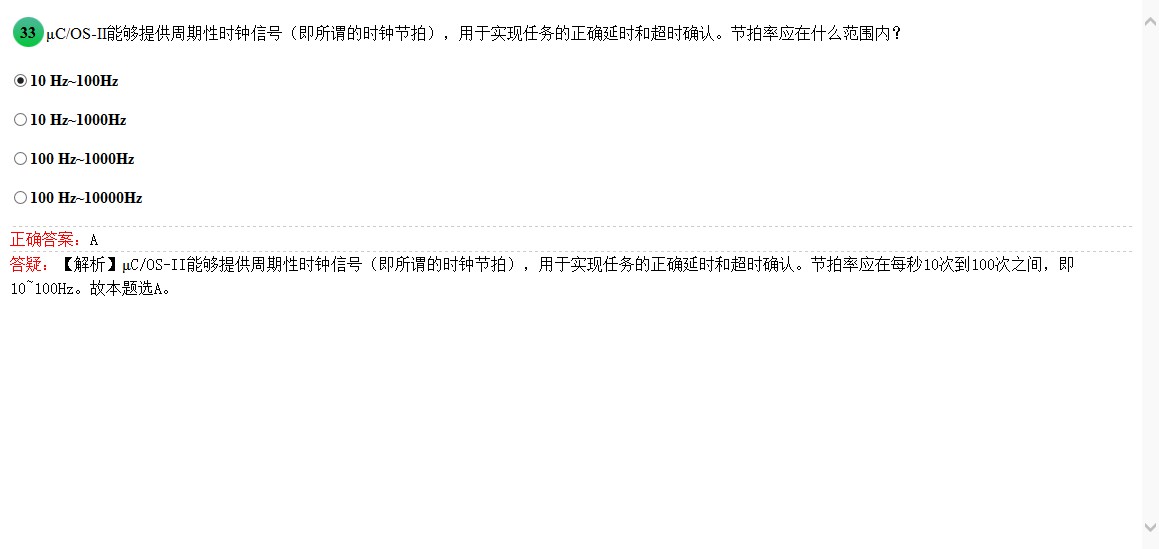 33 μC/OS-II能够提供周期性时钟信号（即所谓的时钟节拍），用于实现任务的正确延时和超时确认。节拍率应在什么范围内？
10 Hz~100Hz
10 Hz~1000Hz
100 Hz~1000Hz
100 Hz~10000Hz
正确答案：A
答疑：【解析】μC/OS-II能够提供周期性时钟信号（即所谓的时钟节拍），用于实现任务的正确延时和超时确认。节拍率应在每秒10次到100次之间，即
10~100Hz。故本题选A。